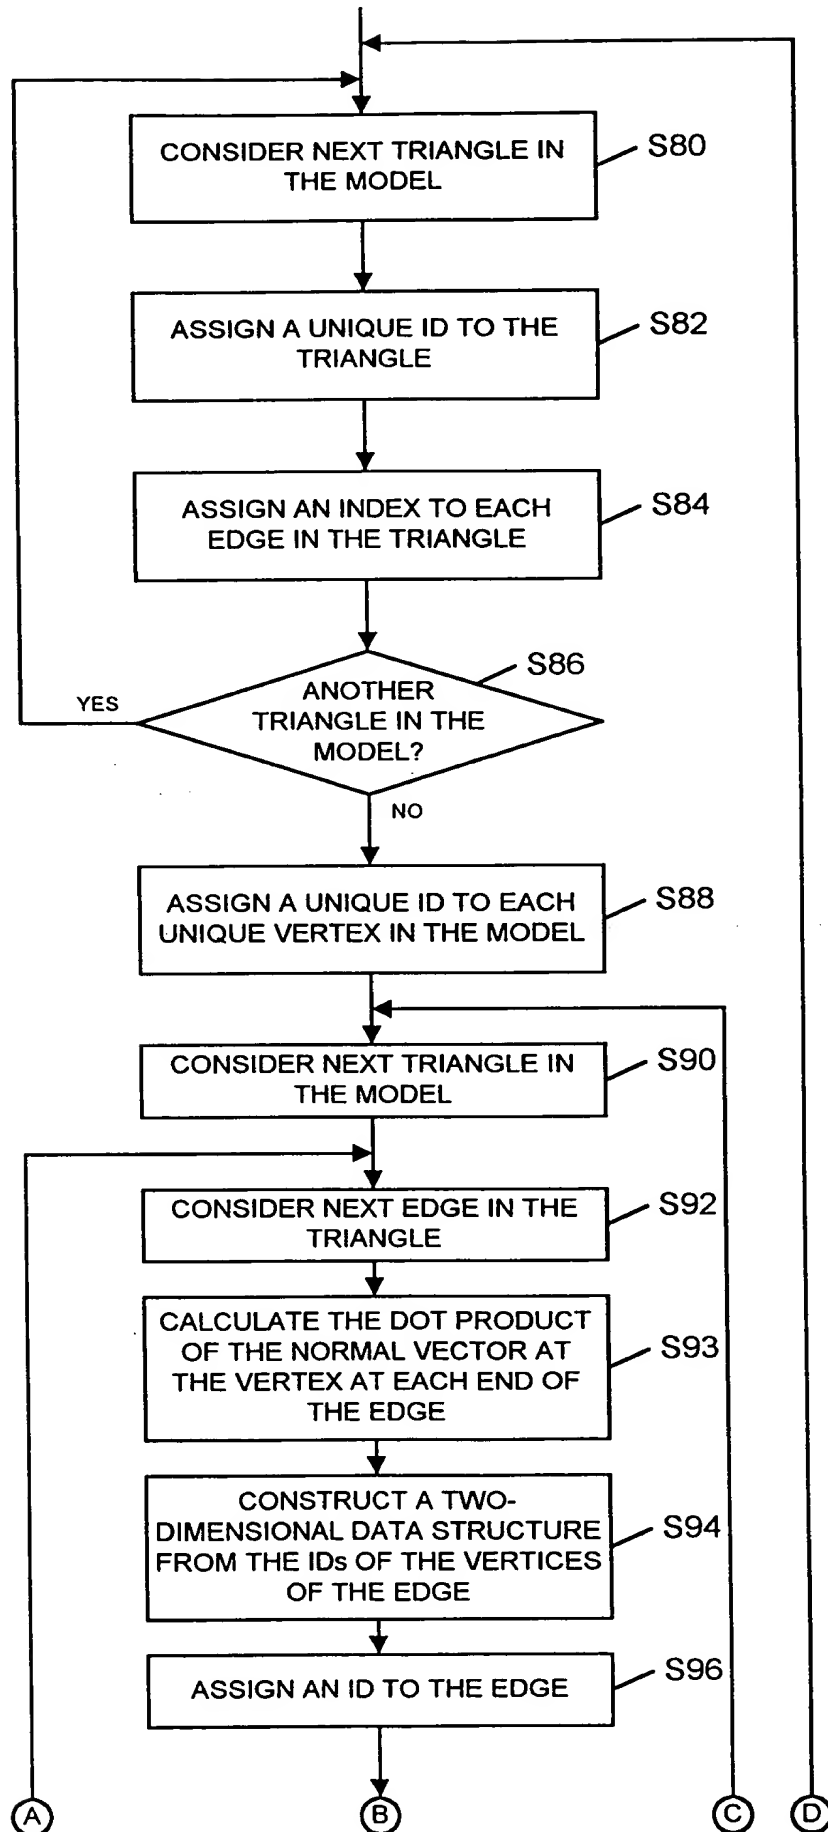 CONSIDER NEXT TRIANGLE IN
THE MODEL
S80
ASSIGN A UNIQUE ID TO THE
TRIANGLE
S82
ASSIGN AN INDEX TO EACH
EDGE IN THE TRIANGLE
S84
S86
ANOTHER
TRIANGLE IN THE
MODEL?
YES
NO
ASSIGN A UNIQUE ID TO EACH
UNIQUE VERTEX IN THE MODEL
S88
CONSIDER NEXT TRIANGLE IN
THE MODEL
S90
CONSIDER NEXT EDGE IN THE
TRIANGLE
S92
CALCULATE THE DOT PRODUCT
OF THE NORMAL VECTOR AT
THE VERTEX AT EACH END OF
THE EDGE
S93
CONSTRUCT A TWO-
DIMENSIONAL DATA STRUCTURE
FROM THE IDs OF THE VERTICES
OF THE EDGE
S94
ASSIGN AN ID TO THE EDGE
S96
A
B
C
D